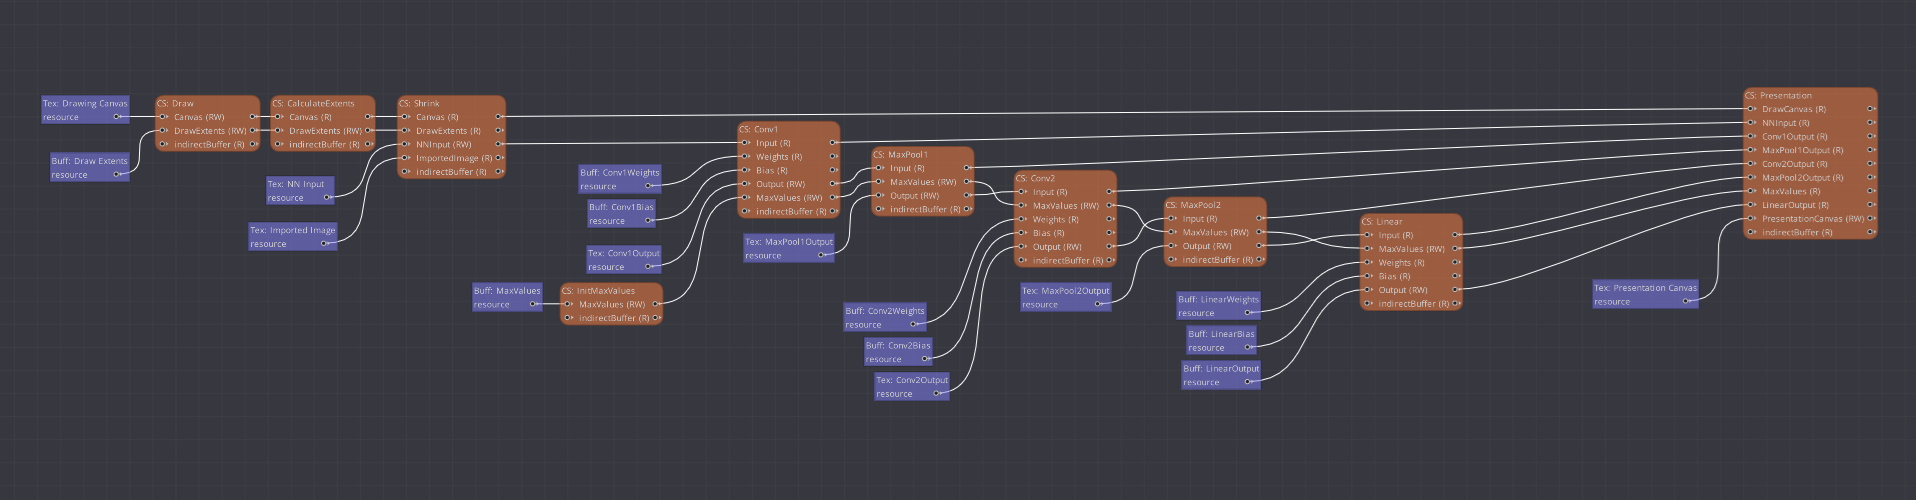 Tex: Drawing Canvas
resource
Buff: Draw Extents
resource
CS: Draw
Canvas (RW)
DrawExtents (RW)
indirectBuffer (R)
CS: CalculateExtents
Canvas (R)
DrawExtents (RW)
indirectBuffer (R)
Tex: NN Input
resource
Tex: Imported Image
resource
CS: Shrink
Canvas (R)
DrawExtents (R)
NNInput (RW)
ImportedImage (R)
indirectBuffer (R)
Buff: MaxValues
resource
CS: InitMaxValues
MaxValues (RW)
indirectBuffer (R)
Buff: Conv1Weights
resource
Buff: Conv1Bias
resource
Tex: Conv1Output
resource
CS: Conv1
Input (R)
Weights (R)
Bias (R)
Output (RW)
MaxValues (RW)
indirectBuffer (R)
Tex: MaxPool1Output
resource
CS: MaxPool1
Input (R)
MaxValues (RW)
Output (RW)
indirectBuffer (R)
Buff: Conv2Weights
resource
Buff: Conv2Bias
resource
Tex: Conv2Output
resource
CS: Conv2
Input (R)
MaxValues (RW)
Weights (R)
Bias (R)
Output (RW)
indirectBuffer (R)
Tex: MaxPool2Output
resource
CS: MaxPool2
Input (R)
MaxValues (RW)
Output (RW)
indirectBuffer (R)
Buff: LinearWeights
resource
Buff: LinearBias
resource
Buff: LinearOutput
resource
CS: Linear
Input (R)
MaxValues (RW)
Weights (R)
Bias (R)
Output (RW)
indirectBuffer (R)
Tex: Presentation Canvas
resource
CS: Presentation
DrawCanvas (R)
NNInput (R)
Conv1Output (R)
MaxPool1Output (R)
Conv2Output (R)
MaxPool2Output (R)
MaxValues (R)
LinearOutput (R)
PresentationCanvas (RW)
indirectBuffer (R)